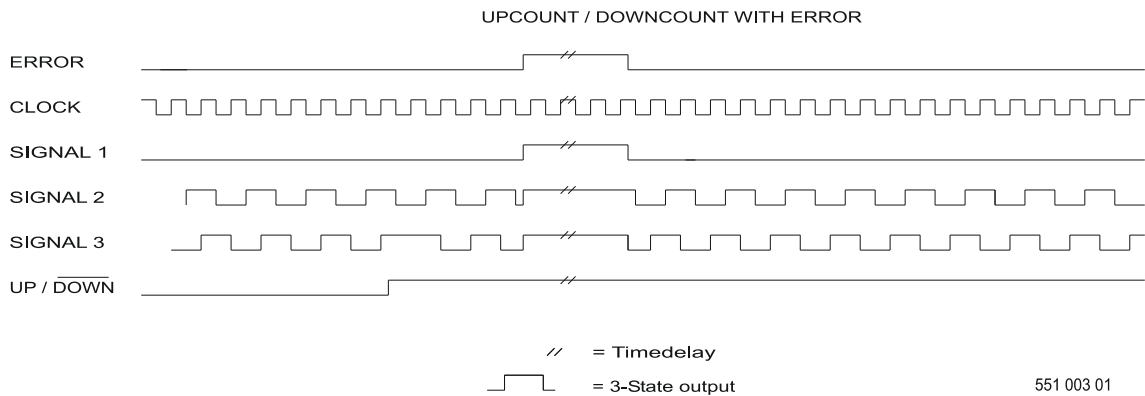 UPCOUNT / DOWNCOUNT WITH ERROR
ERROR
CLOCK
SIGNAL 1
SIGNAL 2
SIGNAL 3
UP / DOWN
// = Timedelay
= 3-State output
551 003 01